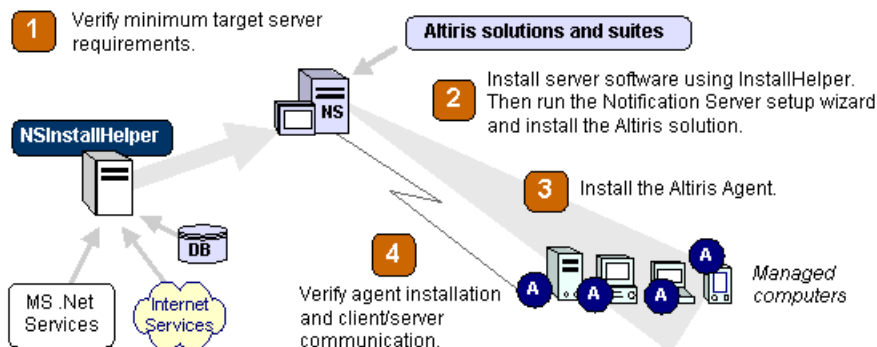 1
Verify minimum target server
requirements.
Altiris solutions and suites
NS
2
Install server software using InstallHelper.
Then run the Notification Server setup wizard
and install the Altiris solution.
NSInstallHelper
3
Install the Altiris Agent.
DB
4
Verify agent installation
and client/server
communication.
A
A
A
A
Managed
computers
MS .Net
Services
Internet
Services